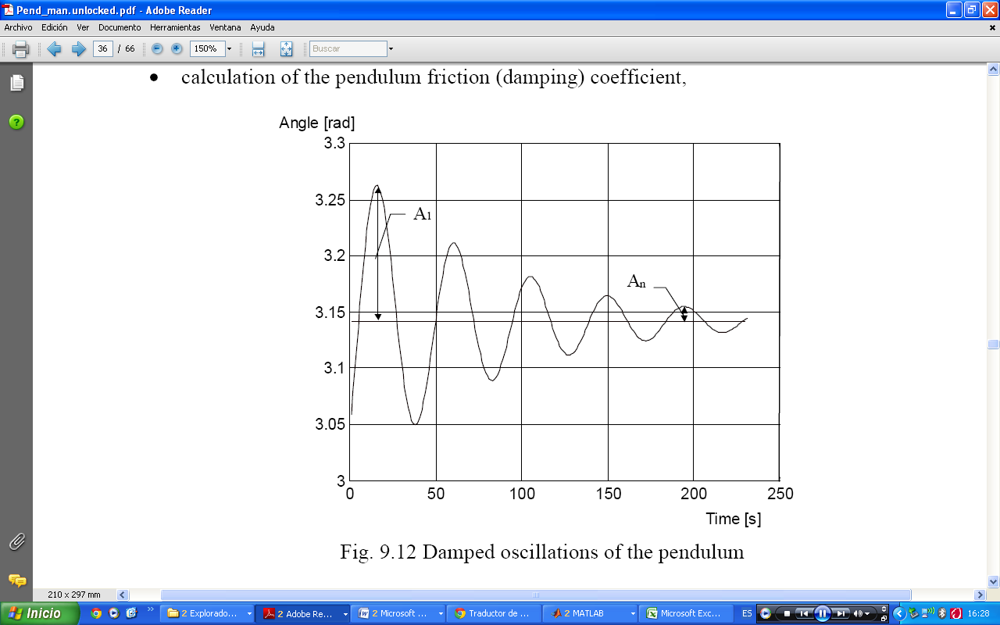 Pend_man.unlocked.pdf - Adobe Reader
Archivo Edición Ver Documento Herramientas Ventana Ayuda
36 / 66 150% Buscar
• calculation of the pendulum friction (damping) coefficient,
Angle [rad]
3.3
3.25
A1
3.2
An
3.15
3.1
3.05
3
0 50 100 150 200 250
Time [s]
Fig. 9.12 Damped oscillations of the pendulum
210 x 297 mm
Inicio » 2 Explorado... 2 Adobe Re... 2 Microsoft ... Traductor de ... 2 MATLAB Microsoft Exc... ES 16:28